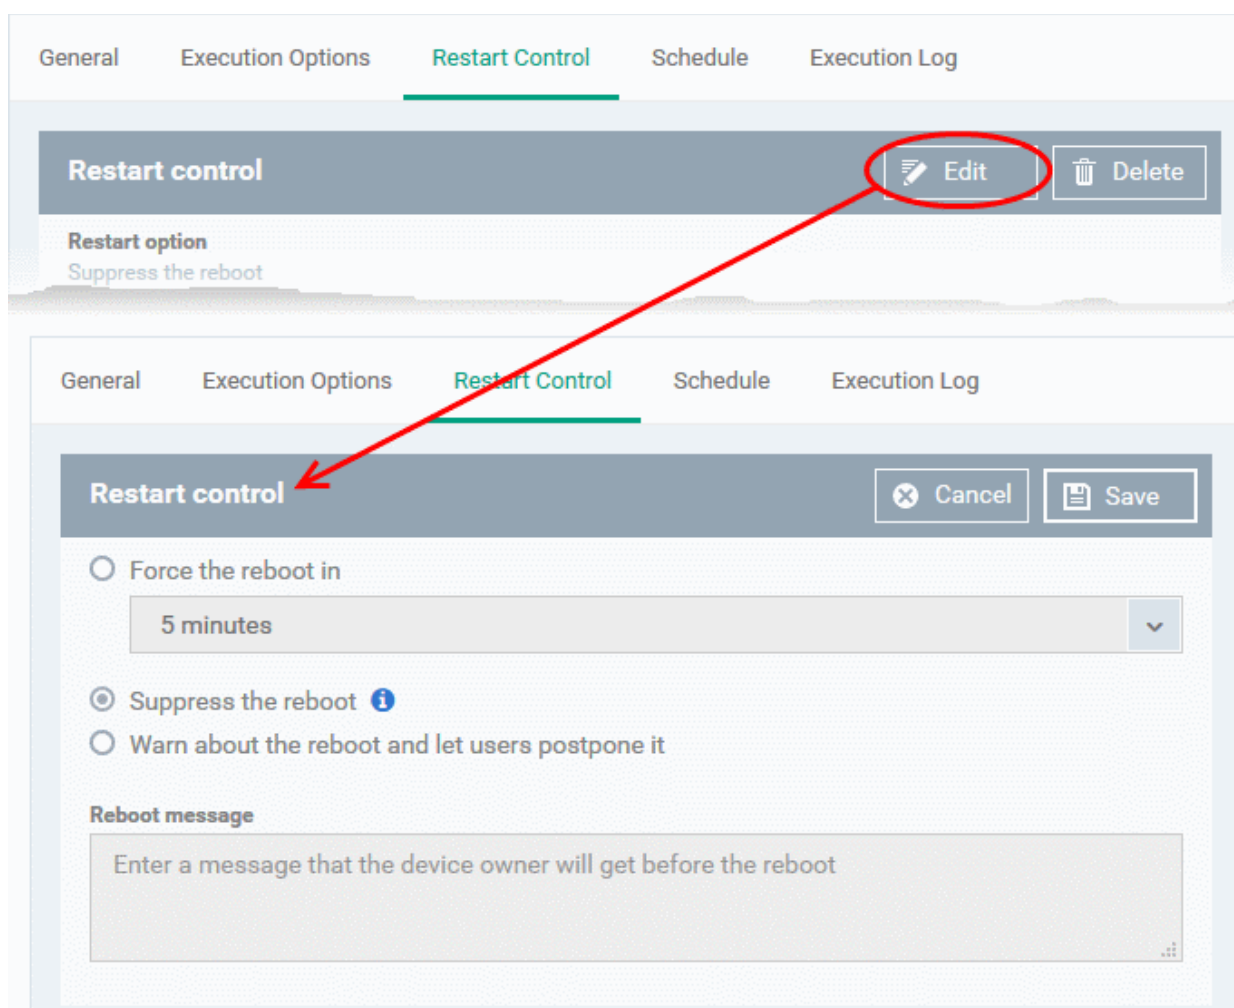 General Execution Options Restart Control Schedule Execution Log
Restart control Edit Delete
Restart option
Suppress the reboot
General Execution Options Restart Control Schedule Execution Log
Restart control Cancel Save
Force the reboot in
5 minutes
Suppress the reboot
Warn about the reboot and let users postpone it
Reboot message
Enter a message that the device owner will get before the reboot